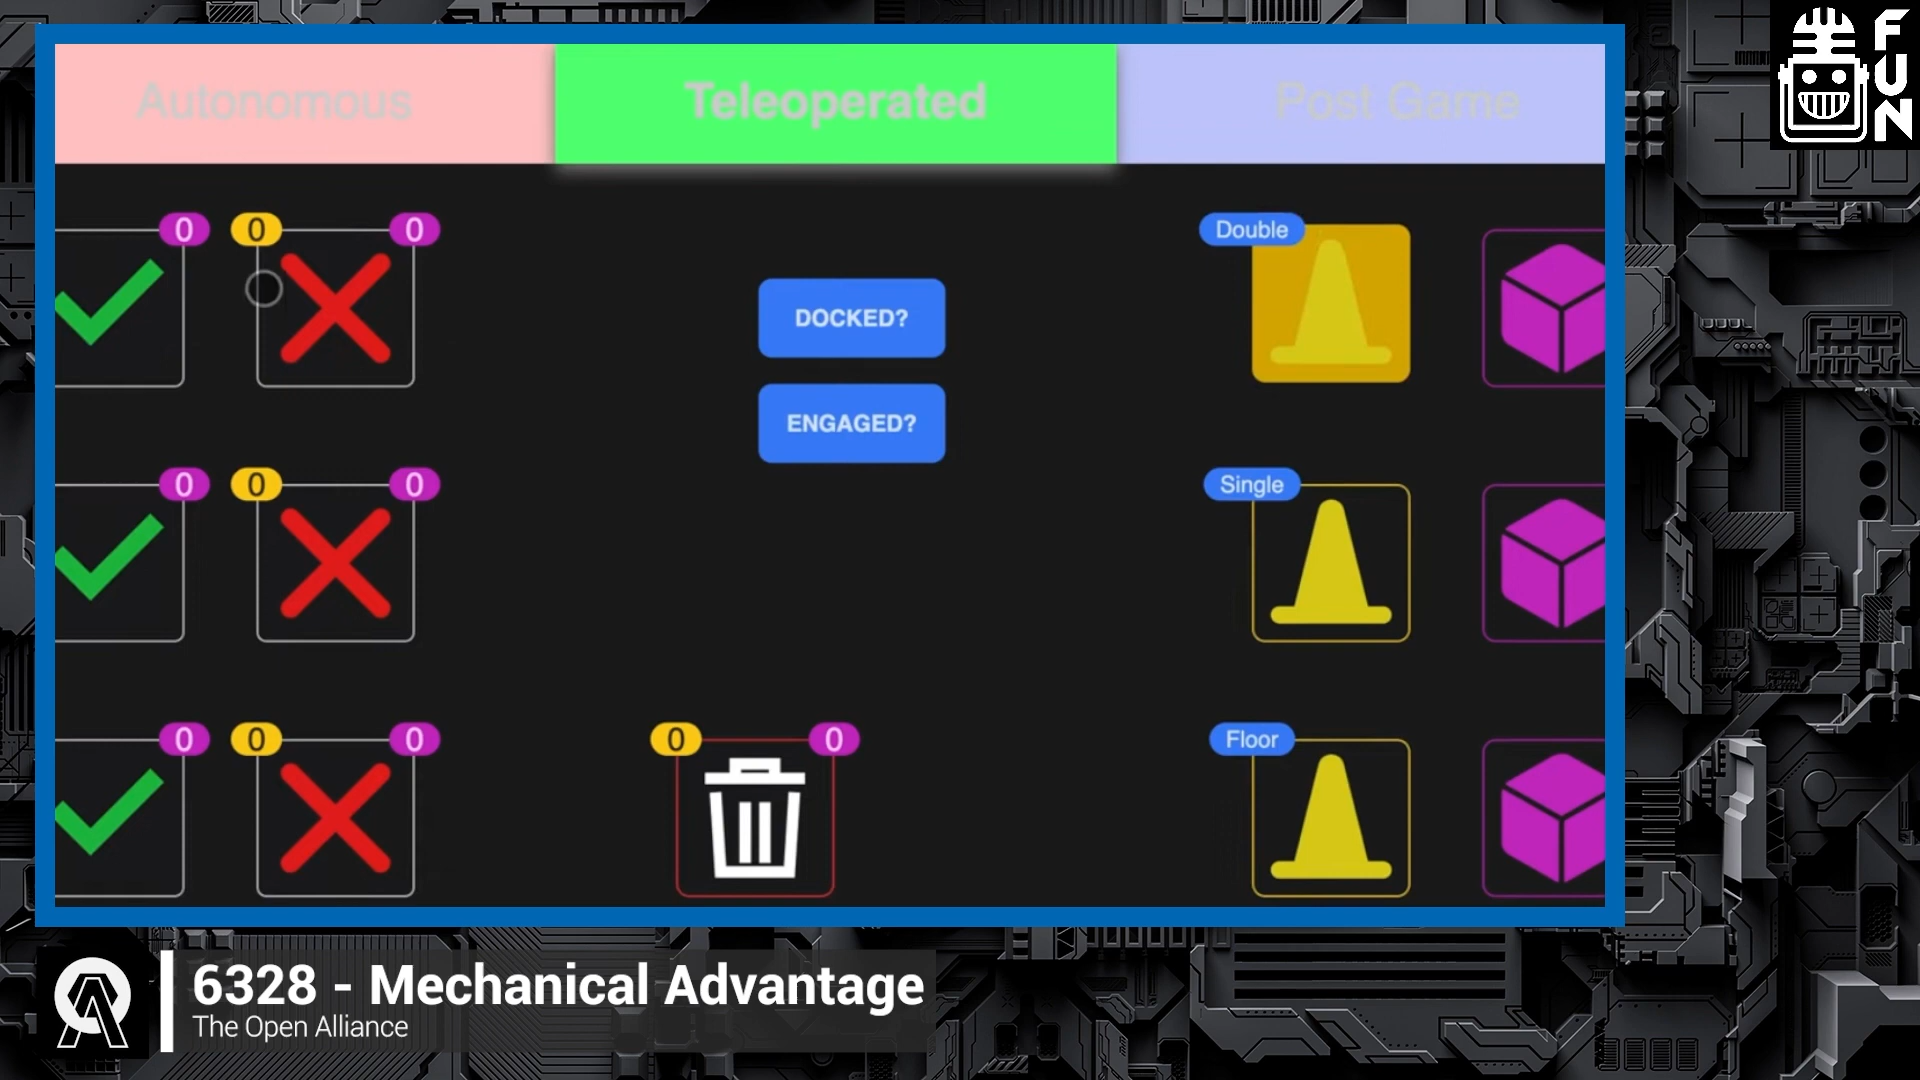 FUN
Autonomous Teleoperated Post Game
0 0 0 Double
DOCKED?
ENGAGED?
0 0 0 Single
0 0 0 0 0 Floor
6328 - Mechanical Advantage
The Open Alliance